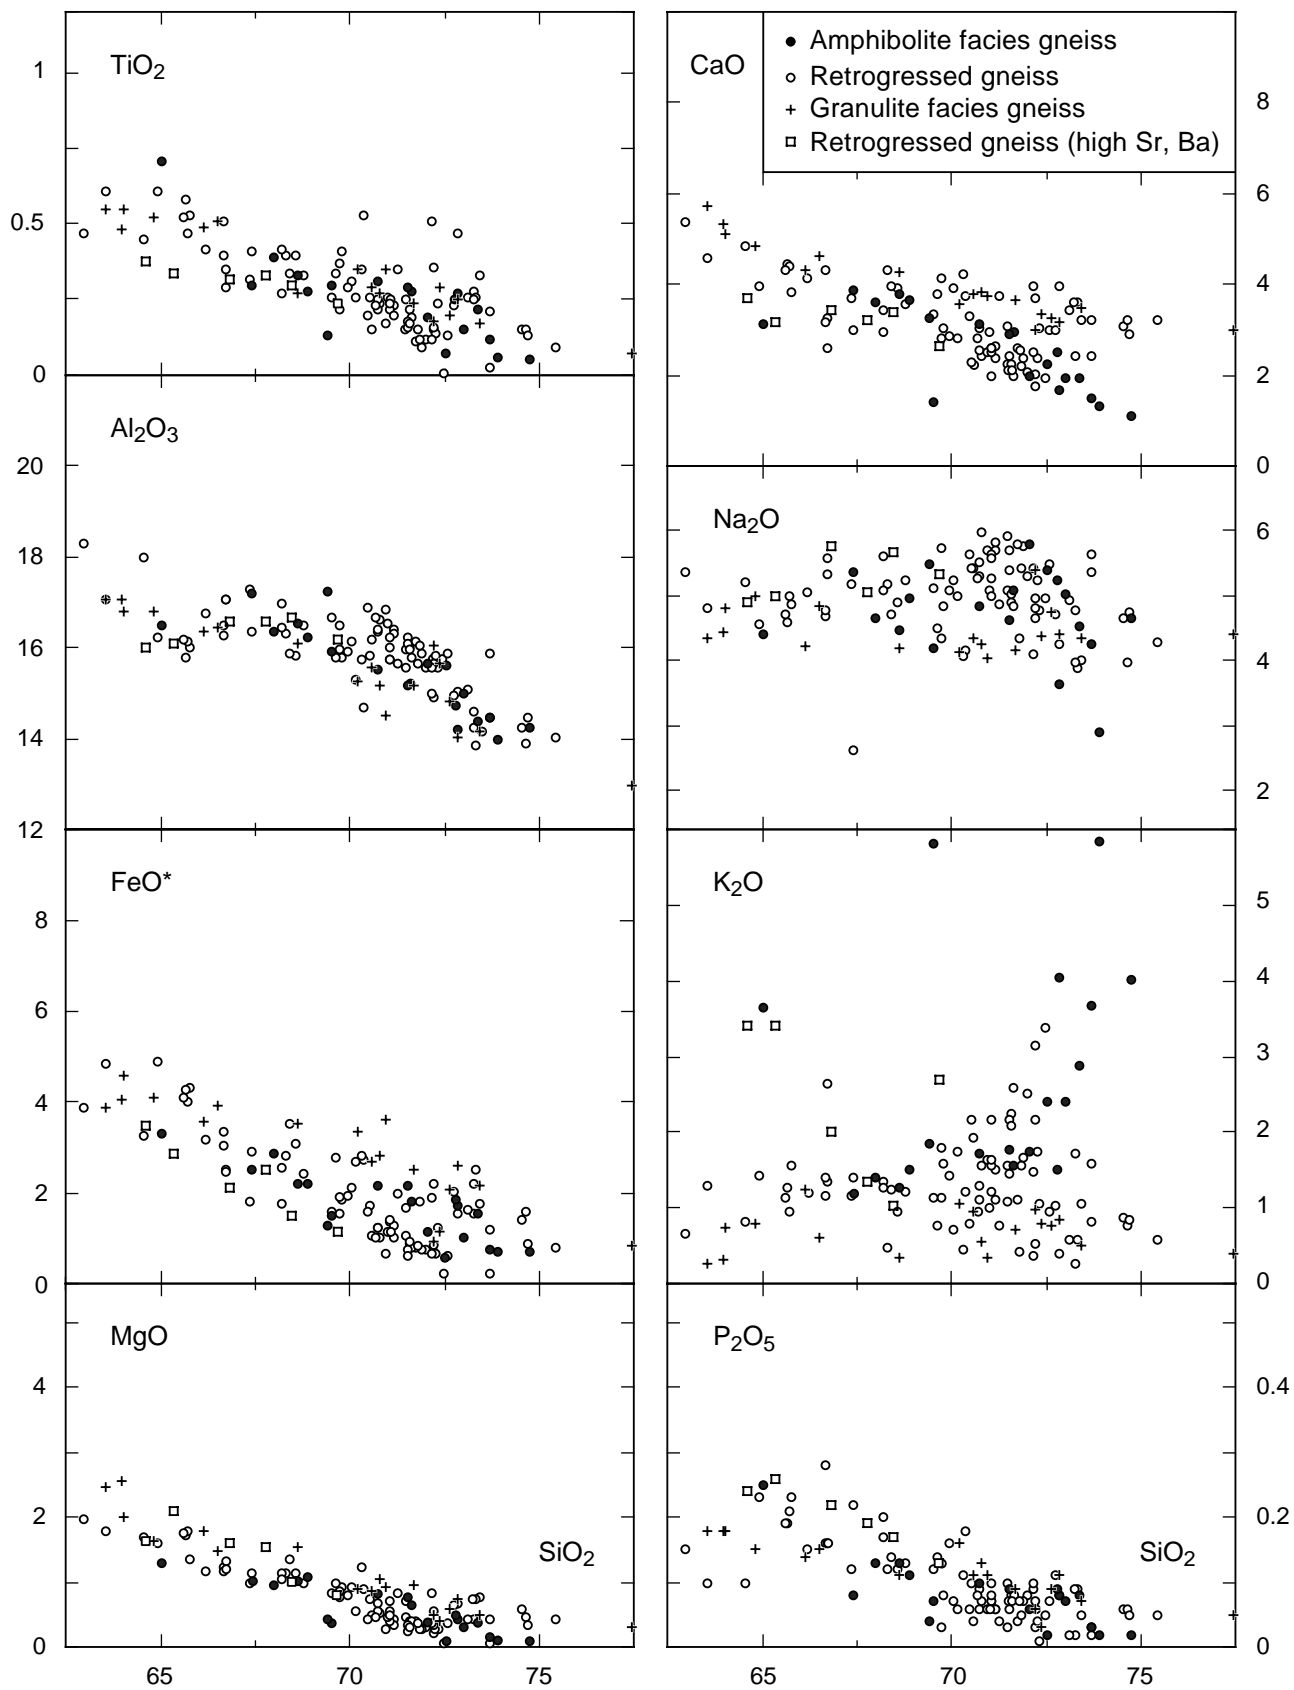 TiO2
1
0.5
0
Al2O3
20
18
16
14
12
FeO*
8
6
4
2
0
MgO
4
2
0
SiO2
65
70
75
CaO
Amphibolite facies gneiss
Retrogressed gneiss
Granulite facies gneiss
Retrogressed gneiss (high Sr, Ba)
8
6
4
2
0
Na2O
6
4
2
K2O
5
4
3
2
1
0
P2O5
0.4
0.2
0
SiO2
65
70
75